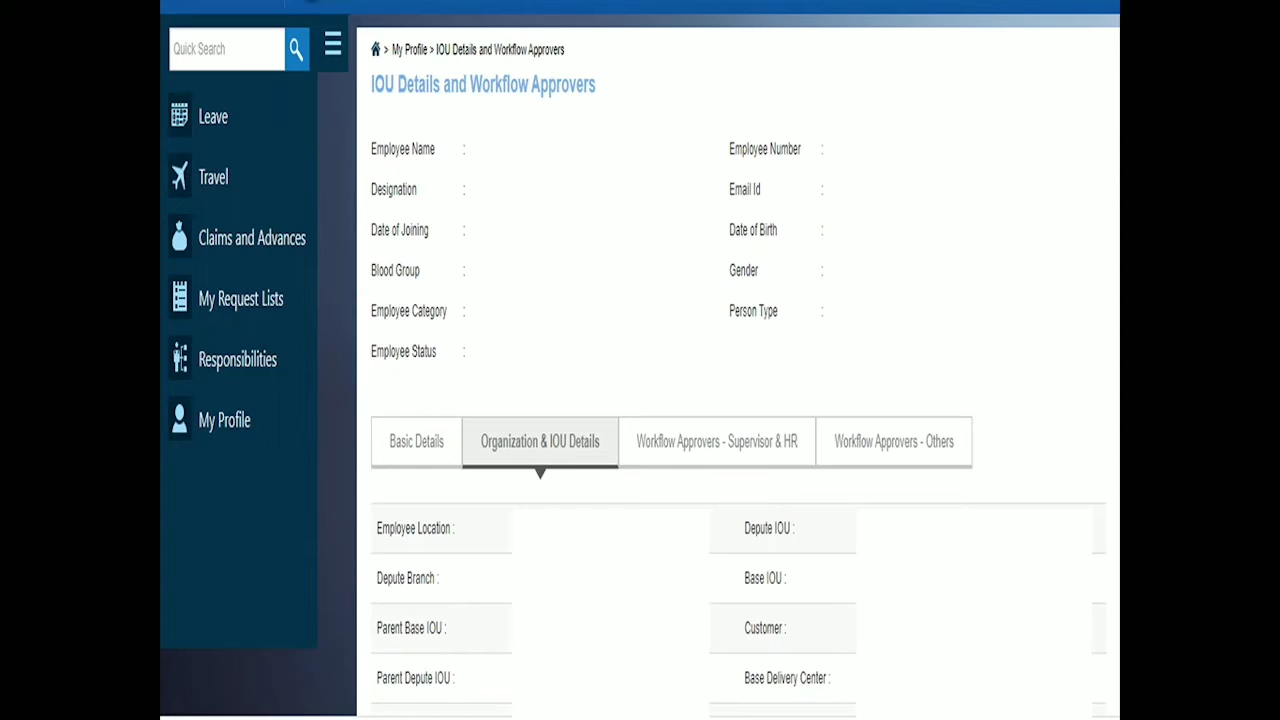 Quick Search
Leave
Travel
Claims and Advances
My Request Lists
Responsibilities
My Profile
> My Profile > IOU Details and Workflow Approvers
IOU Details and Workflow Approvers
Employee Name :
Employee Number :
Designation :
Email Id :
Date of Joining :
Date of Birth :
Blood Group :
Gender :
Employee Category :
Person Type :
Employee Status :
Basic Details
Organization & IOU Details
Workflow Approvers - Supervisor & HR
Workflow Approvers - Others
Employee Location :
Depute IOU :
Depute Branch :
Base IOU :
Parent Base IOU :
Customer :
Parent Depute IOU :
Base Delivery Center :